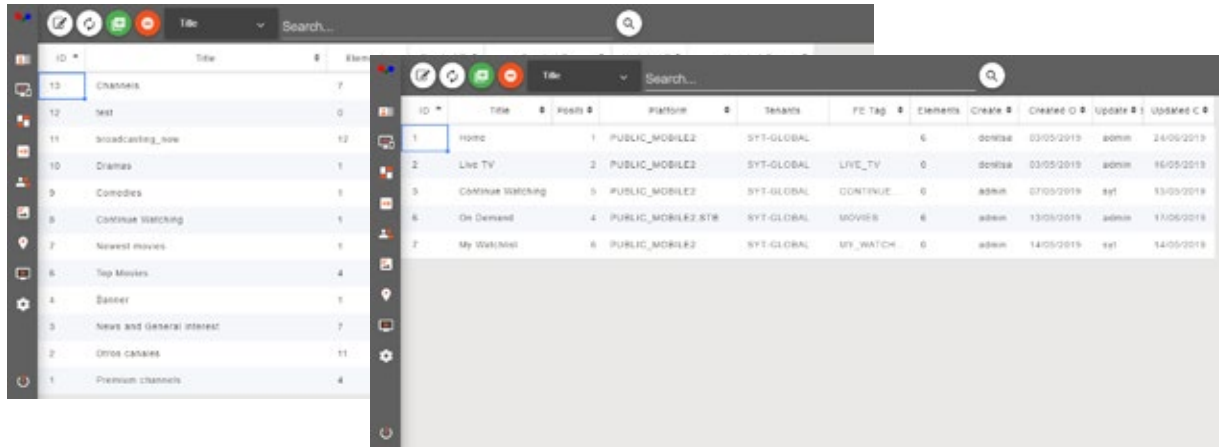 Title Search...
ID Title
13 Channels 7
12 test 0
11 broadcasting_now 12
10 Dramas 1
9 Comedies 1
8 Continue Watching 1
7 Newest movies 1
6 Top Movies 4
4 Banner 1
3 News and General Interest 7
2 Otros canales 11
1 Premium channels 4
Title Search...
ID Title Positi Platform Tenants FE Tag Elements Create Created O Update Updated C
1 Home 1 PUBLIC_MOBILE2 SYT-GLOBAL 6 denitsa 03/05/2019 admin 24/06/2019
2 Live TV 2 PUBLIC_MOBILE2 SYT-GLOBAL LIVE_TV 0 denitsa 03/05/2019 admin 16/05/2019
Continue Watching PUBLIC_MOBILE2 SYT-GLOBAL CONTINUE... 0 admin 07/05/2019 syt 13/05/2019
6 On Demand 4 PUBLIC_MOBILE2.STB SYT-GLOBAL MOVIES 6 admin 13/05/2019 admin
7 My Watchlist 6 PUBLIC_MOBILE2 SYT-GLOBAL MY_WATCH... 0 admin 14/05/2019 syt 14/05/2019